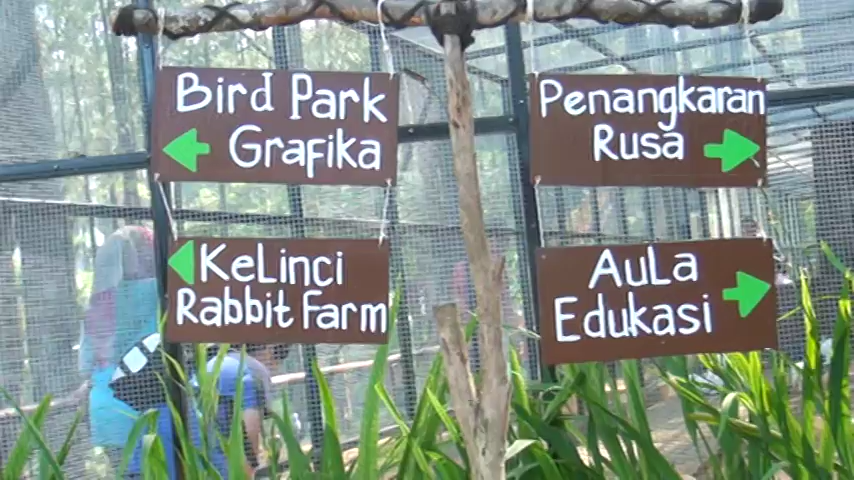 Bird Park
Grafika
Penangkaran
Rusa
KeLinci
Rabbit Farm
AuLa
Edukasi